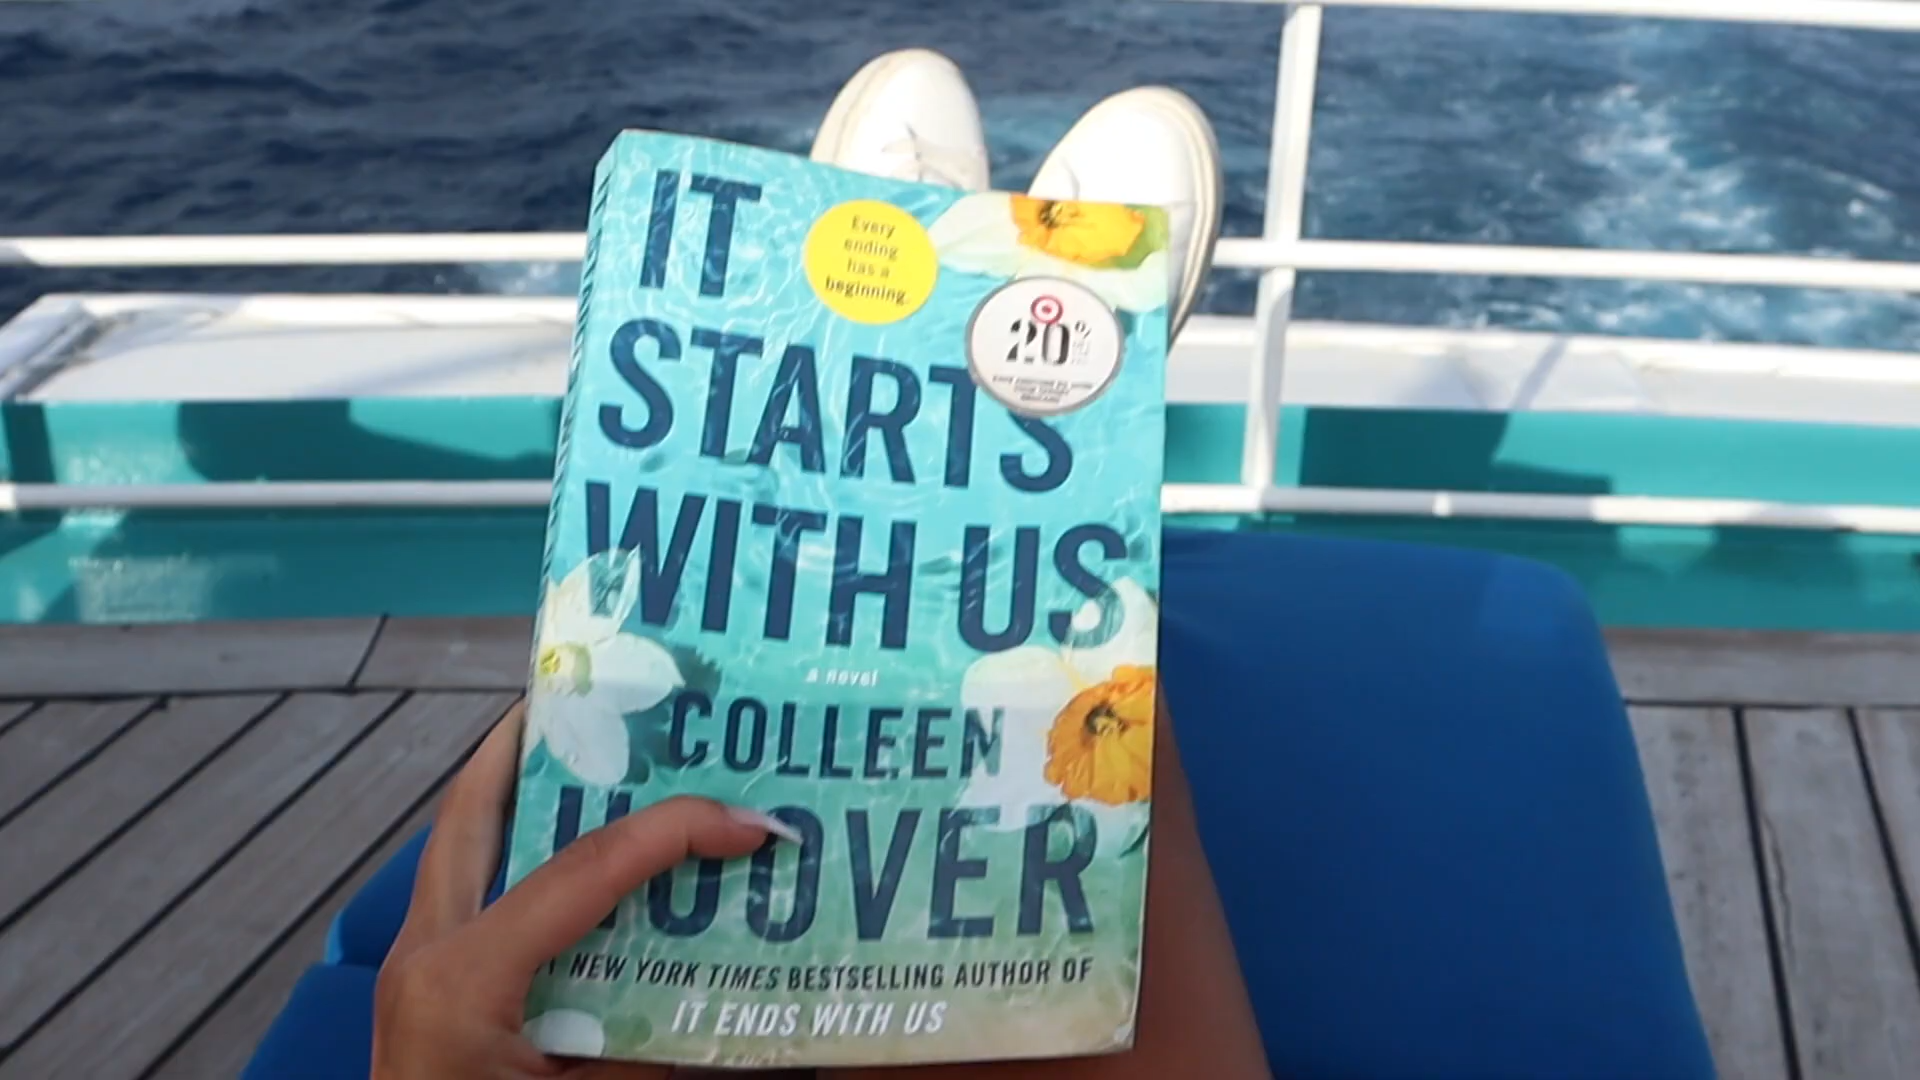 IT
STARTS
WITH US
Every
ending
has a
beginning.
20%
a novel
COLLEEN
HOOVER
NEW YORK TIMES BESTSELLING AUTHOR OF
IT ENDS WITH US